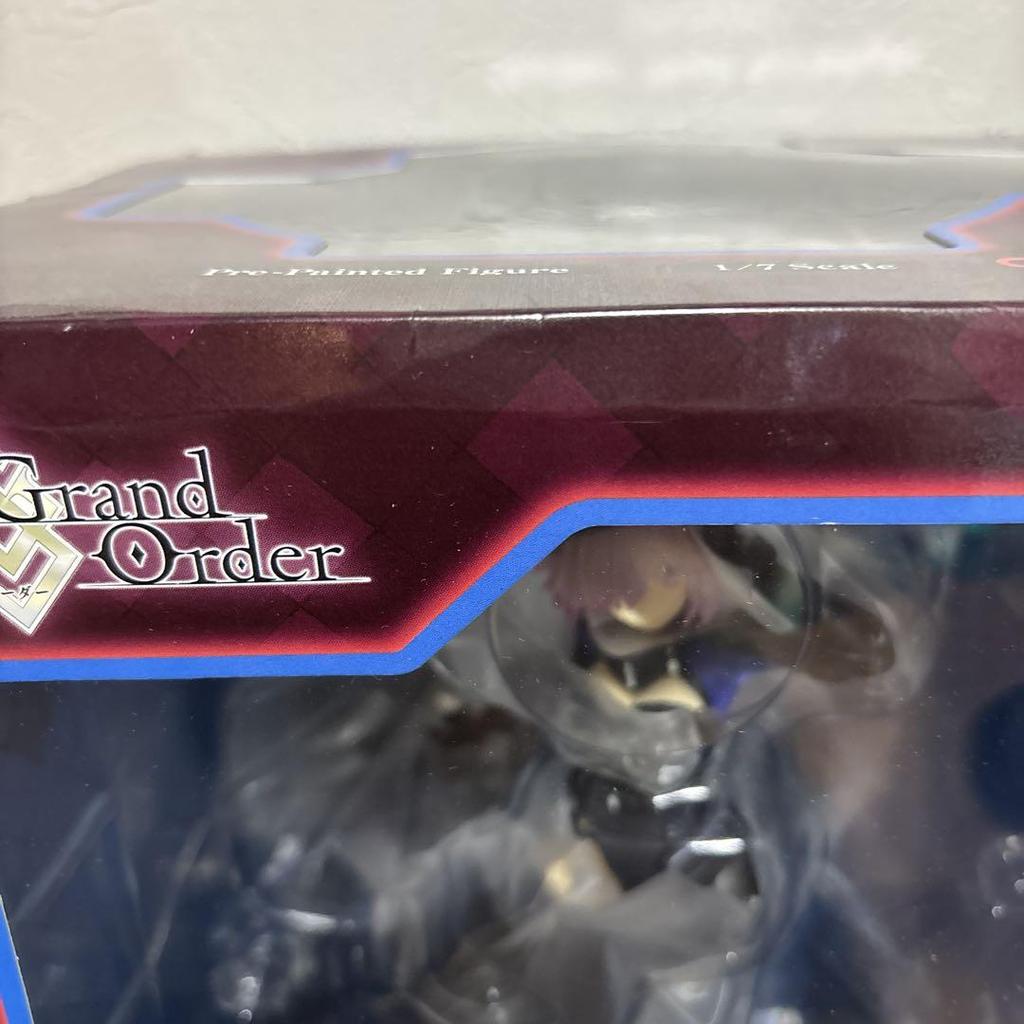 Pre-Painted Figure 1/7 Scale
Grand
Order
ーダー